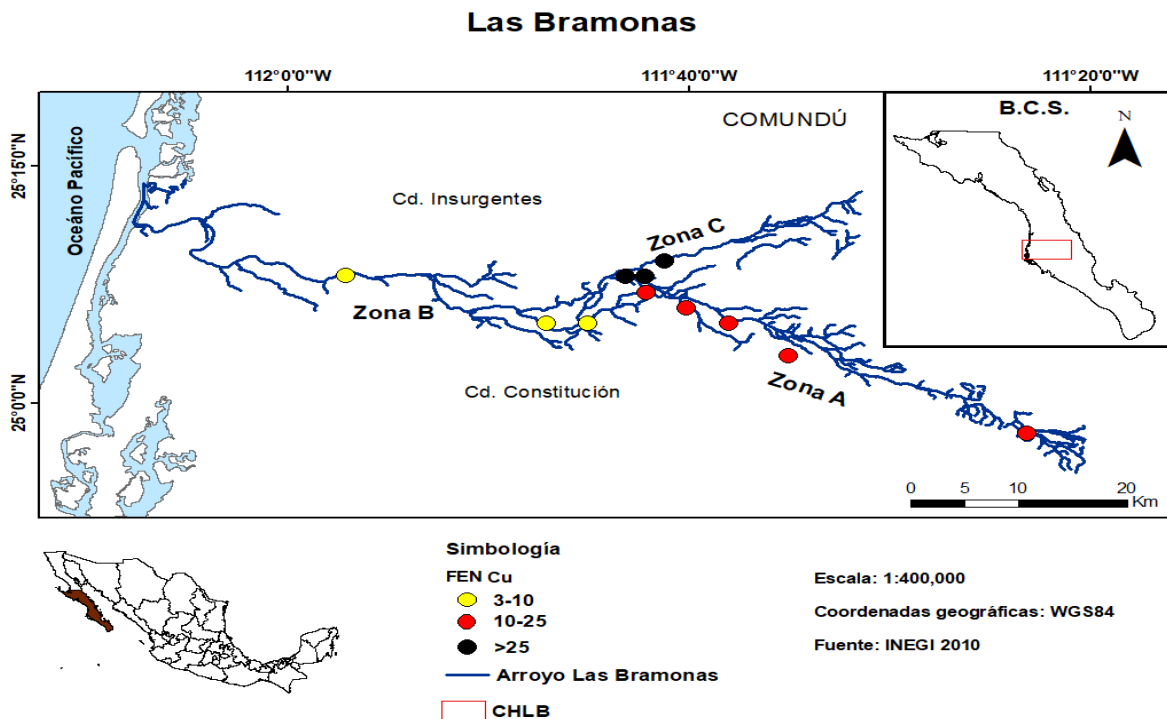 Las Bramonas
112°0'0"W
111°40'0"W
111°20'0"W
25°15'0"N
25°0'0"N
Océano Pacífico
COMUNDÚ
Cd. Insurgentes
Zona C
Zona B
Cd. Constitución
Zona A
B.C.S.
N
0 5 10 20
Km
Simbología
FEN Cu
3-10
10-25
>25
Arroyo Las Bramonas
CHLB
Escala: 1:400,000
Coordenadas geográficas: WGS84
Fuente: INEGI 2010